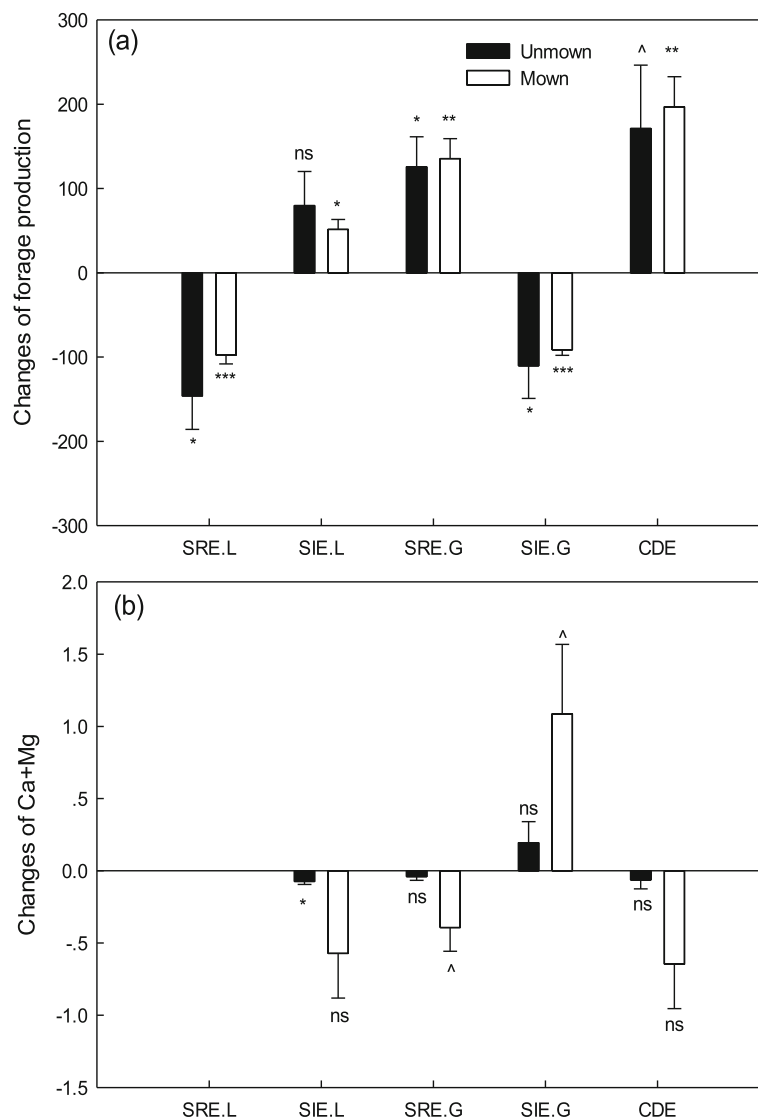 (a)
Unmown
Mown
Changes of forage production
300
200
100
0
-100
-200
-300
*
***
ns
*
*
**
*
***
^
**
SRE.L SIE.L SRE.G SIE.G CDE
(b)
Changes of Ca+Mg
2.0
1.5
1.0
.5
0.0
-.5
-1.0
-1.5
*
ns
ns
^
ns
^
ns
ns
SRE.L SIE.L SRE.G SIE.G CDE